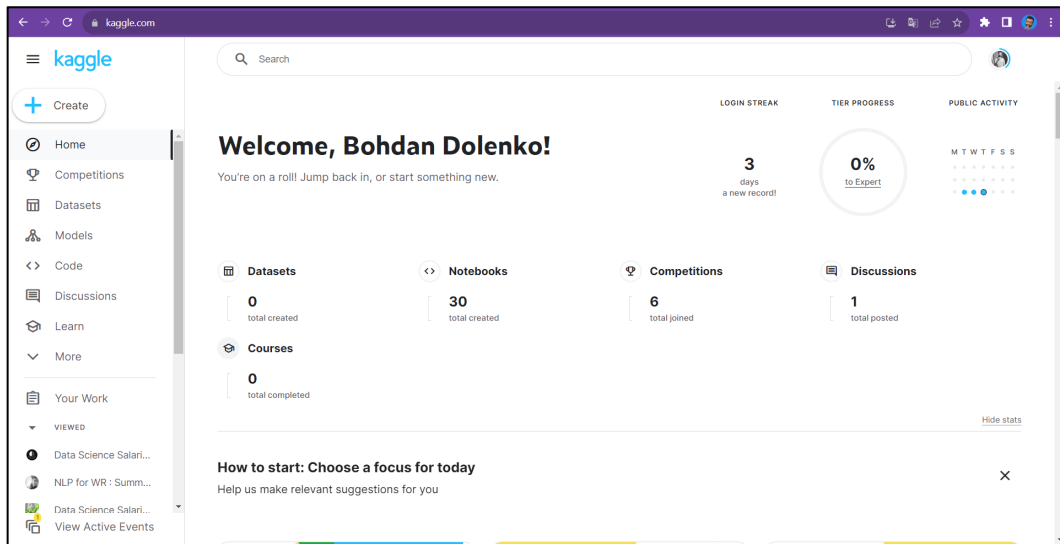 kaggle.com
kaggle
Search
Create
Home
Competitions
Datasets
Models
Code
Discussions
Learn
More
Your Work
VIEWED
Data Science Salari...
NLP for WR : Summ...
Data Science Salari...
1
View Active Events
LOGIN STREAK
TIER PROGRESS
PUBLIC ACTIVITY
Welcome, Bohdan Dolenko!
You're on a roll! Jump back in, or start something new.
3
days
a new record!
0%
to Expert
M T W T F S S
Datasets
0
total created
Notebooks
30
total created
Competitions
6
total joined
Discussions
1
total posted
Courses
0
total completed
Hide stats
How to start: Choose a focus for today
Help us make relevant suggestions for you